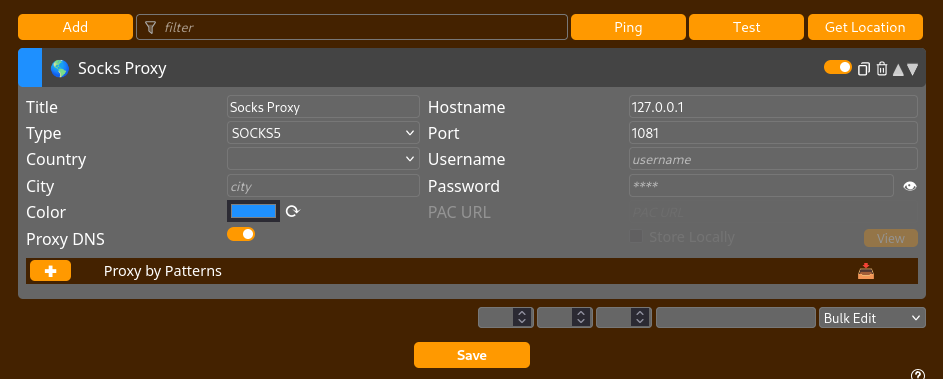 Add filter Ping Test Get Location
Socks Proxy
Title Socks Proxy Hostname 127.0.0.1
Type SOCKS5 Port 1081
Country Username username
City city Password ****
Color PAC URL PAC URL
Proxy DNS Store Locally View
Proxy by Patterns
Bulk Edit
Save